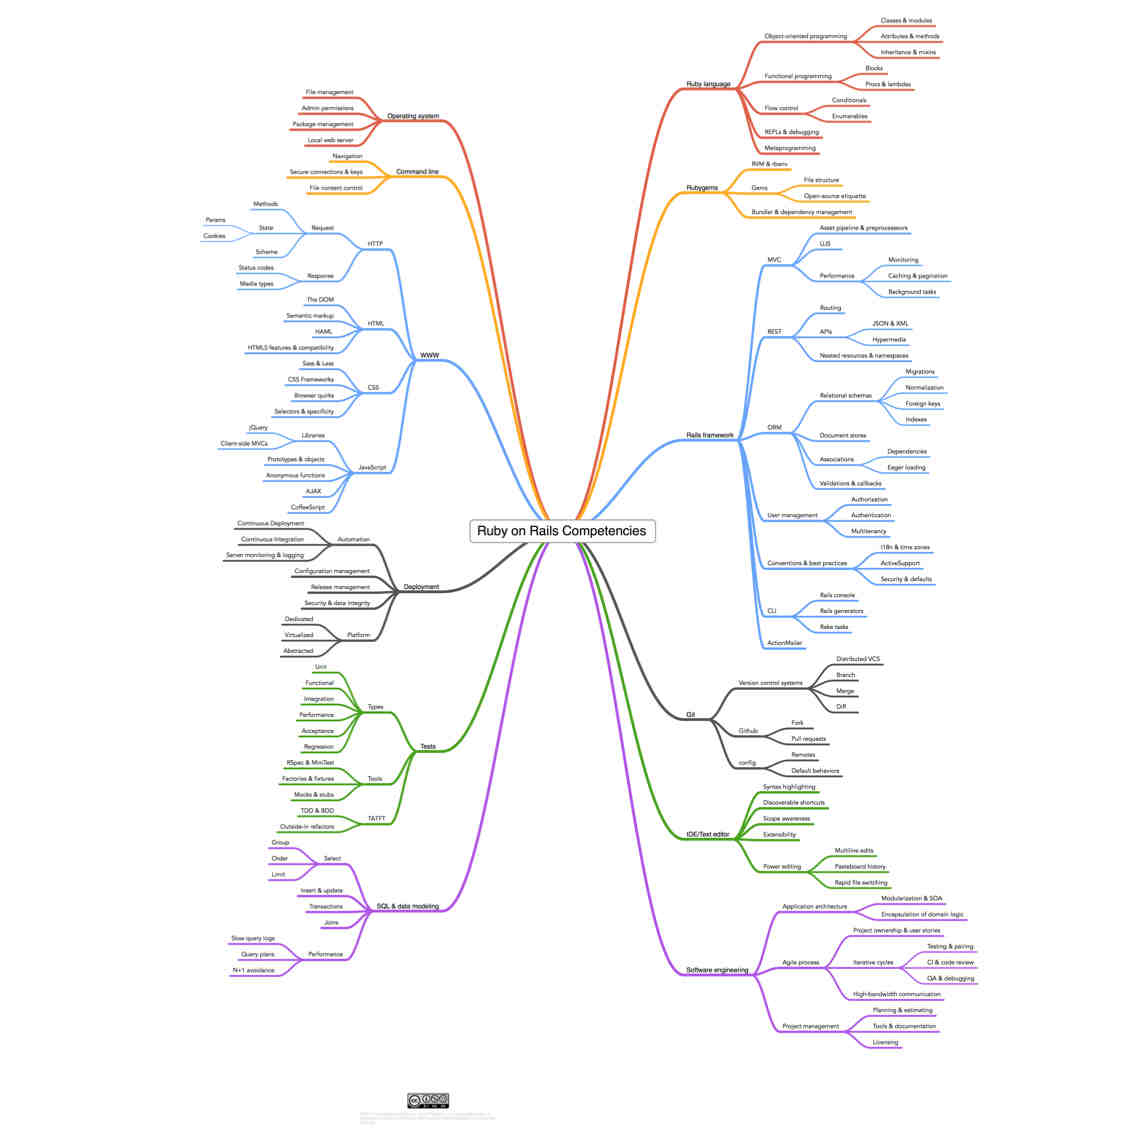 Ruby on Rails Competencies
Operating system
File management
Admin permissions
Package management
Local web server
Command line
Navigation
Secure connections & keys
File content control
WWW
HTTP
Request
Methods
State
Params
Cookies
Scheme
Response
Status codes
Media types
HTML
The DOM
Semantic markup
HAML
HTML5 features & compatibility
CSS
Sass & Less
CSS Frameworks
Browser quirks
Selectors & specificity
JavaScript
Libraries
jQuery
Client-side MVCs
Prototypes & objects
Anonymous functions
AJAX
CoffeeScript
Deployment
Automation
Continuous Deployment
Continuous Integration
Server monitoring & logging
Configuration management
Release management
Security & data integrity
Platform
Dedicated
Virtualized
Abstracted
Tests
Types
Unit
Functional
Integration
Performance
Acceptance
Regression
Tools
RSpec & MiniTest
Factories & fixtures
Mocks & stubs
TATFT
TDD & BDD
Outside-in refactors
SQL & data modeling
Select
Group
Order
Limit
Insert & update
Transactions
Joins
Performance
Slow query logs
Query plans
N+1 avoidance
Ruby language
Object-oriented programming
Classes & modules
Attributes & methods
Inheritance & mixins
Functional programming
Blocks
Procs & lambdas
Flow control
Conditionals
Enumerables
REPLs & debugging
Metaprogramming
Rubygems
RVM & rbenv
Gems
File structure
Open-source etiquette
Bundler & dependency management
Rails framework
MVC
Asset pipeline & preprocessors
UJS
Performance
Monitoring
Caching & pagination
Background tasks
REST
Routing
APIs
JSON & XML
Hypermedia
Nested resources & namespaces
ORM
Relational schemas
Migrations
Normalization
Foreign keys
Indexes
Document stores
Associations
Dependencies
Eager loading
Validations & callbacks
User management
Authorization
Authentication
Multitenancy
Conventions & best practices
I18n & time zones
ActiveSupport
Security & defaults
CLI
Rails console
Rails generators
Rake tasks
ActionMailer
Git
Version control systems
Distributed VCS
Branch
Merge
Diff
Github
Fork
Pull requests
config
Remotes
Default behaviors
IDE/Text editor
Syntax highlighting
Discoverable shortcuts
Scope awareness
Extensibility
Power editing
Multiline edits
Pasteboard history
Rapid file switching
Software engineering
Application architecture
Modularization & SOA
Encapsulation of domain logic
Agile process
Project ownership & user stories
Iterative cycles
Testing & pairing
CI & code review
QA & debugging
High-bandwidth communication
Project management
Planning & estimating
Tools & documentation
Licensing